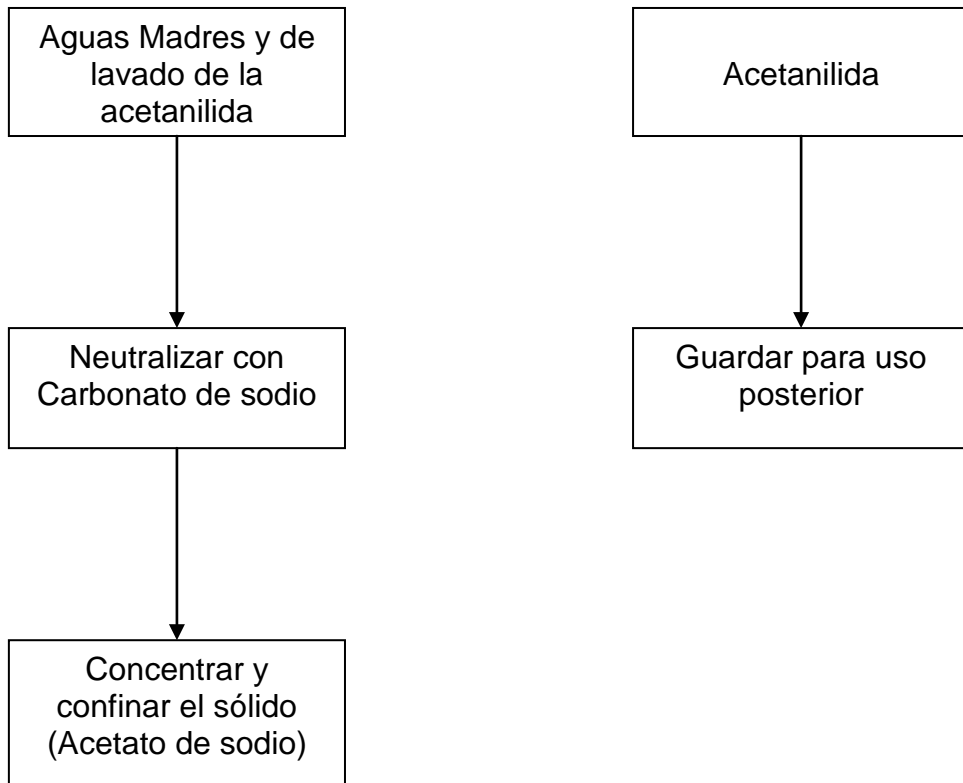 Aguas Madres y de
lavado de la
acetanilida
Acetanilida
Neutralizar con
Carbonato de sodio
Guardar para uso
posterior
Concentrar y
confinar el sólido
(Acetato de sodio)